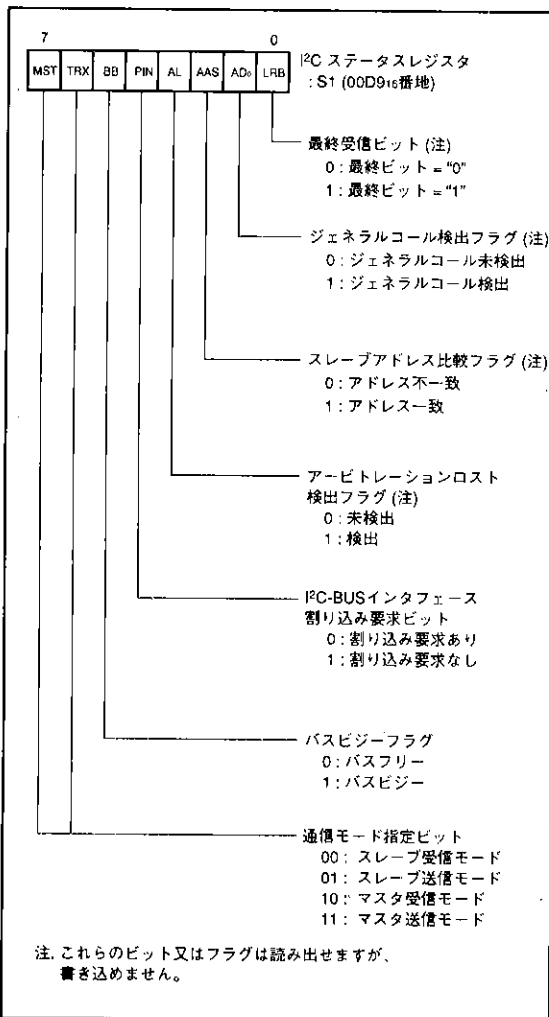 7 0
MST TRX BB PIN AL AAS AD₀ LRB
I²C ステータスレジスタ
: S1 (00D9₁₆番地)
最終受信ビット (注)
0 : 最終ビット = “0”
1 : 最終ビット = “1”
ジェネラルコール検出フラグ (注)
0 : ジェネラルコール未検出
1 : ジェネラルコール検出
スレーブアドレス比較フラグ (注)
0 : アドレス不一致
1 : アドレス一致
アービトレーションロスト
検出フラグ (注)
0 : 未検出
1 : 検出
I²C-BUSインタフェース
割り込み要求ビット
0 : 割り込み要求あり
1 : 割り込み要求なし
バスビジーフラグ
0 : バスフリー
1 : バスビジー
通信モード指定ビット
00 : スレーブ受信モード
01 : スレーブ送信モード
10 : マスタ受信モード
11 : マスタ送信モード
注. これらのビット又はフラグは読み出せますが、
書き込めません。